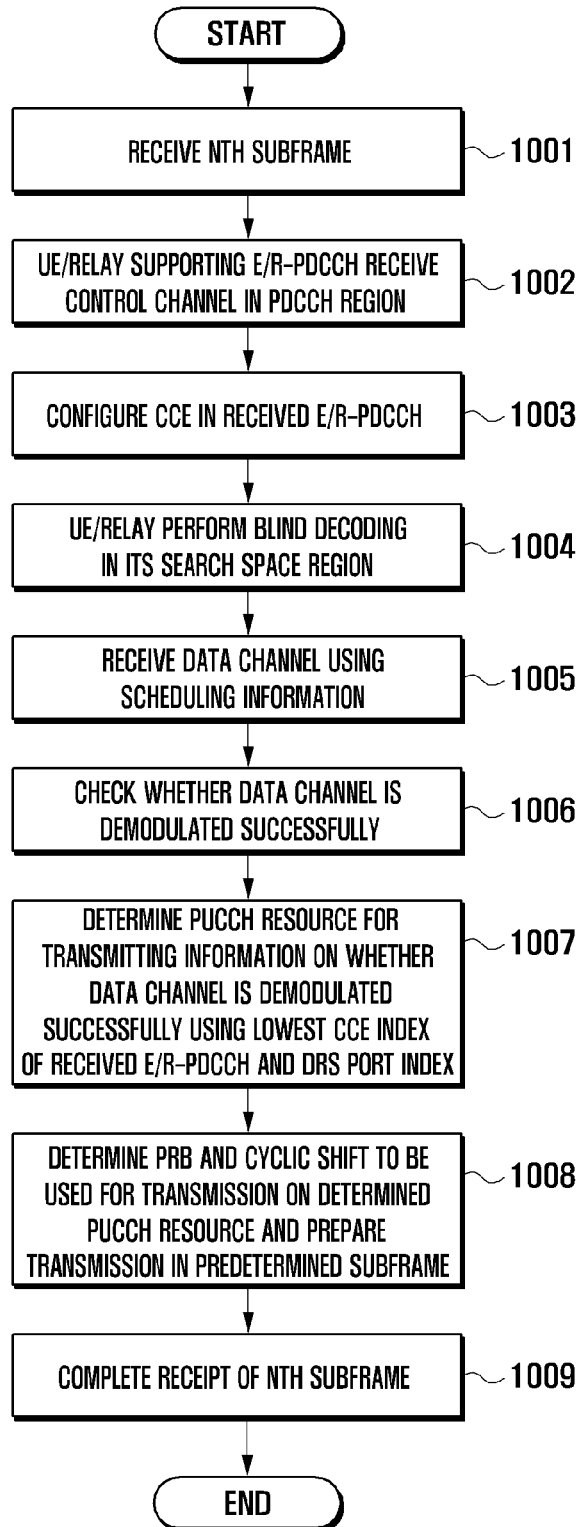 START
RECEIVE NTH SUBFRAME
1001
UE/RELAY SUPPORTING E/R-PDCCH RECEIVE
CONTROL CHANNEL IN PDCCH REGION
1002
CONFIGURE CCE IN RECEIVED E/R-PDCCH
1003
UE/RELAY PERFORM BLIND DECODING
IN ITS SEARCH SPACE REGION
1004
RECEIVE DATA CHANNEL USING
SCHEDULING INFORMATION
1005
CHECK WHETHER DATA CHANNEL IS
DEMODULATED SUCCESSFULLY
1006
DETERMINE PUCCH RESOURCE FOR
TRANSMITTING INFORMATION ON WHETHER
DATA CHANNEL IS DEMODULATED
SUCCESSFULLY USING LOWEST CCE INDEX
OF RECEIVED E/R-PDCCH AND DRS PORT INDEX
1007
DETERMINE PRB AND CYCLIC SHIFT TO BE
USED FOR TRANSMISSION ON DETERMINED
PUCCH RESOURCE AND PREPARE
TRANSMISSION IN PREDETERMINED SUBFRAME
1008
COMPLETE RECEIPT OF NTH SUBFRAME
1009
END